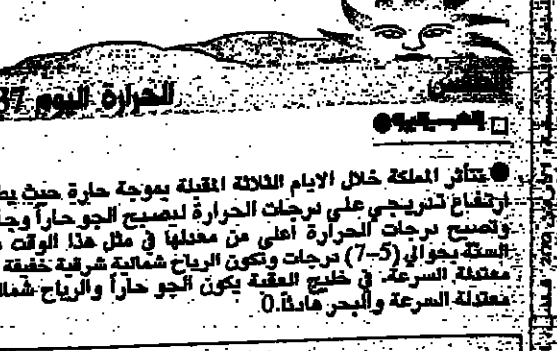 الطقس
الحرارة اليوم 37
□
● تتأثر المملكة خلال الايام الثلاثة المقبلة بموجة حارة حيث يط
ارتفاع تدريجي على درجات الحرارة ليصبح الجو حاراً وجا
وتصبح درجات الحرارة اعلى من معدلها في مثل هذا الوقت
السنة بحوالي (5-7) درجات وتكون الرياح شمالية شرقية خفيفة
معتدلة السرعة. في خليج العقبة يكون الجو حاراً والرياح شمال
معتدلة السرعة والبحر هادئاً.0